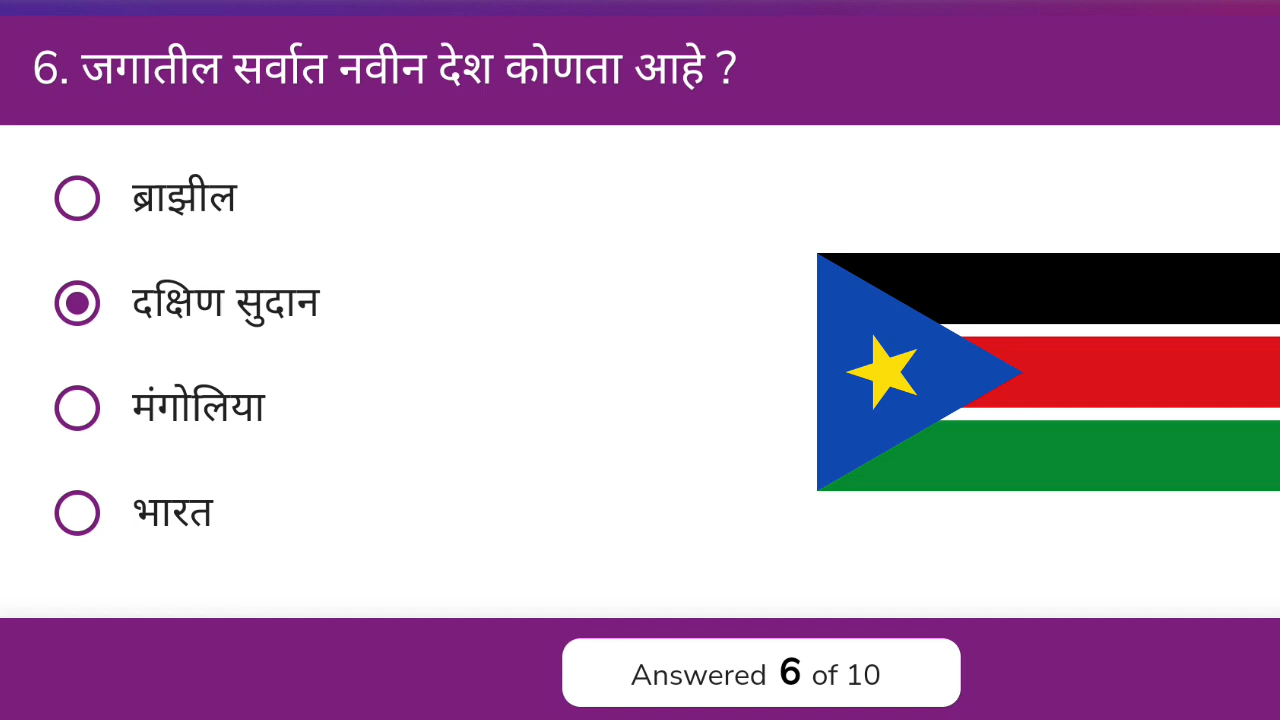 6. जगातील सर्वात नवीन देश कोणता आहे ?
ब्राझील
दक्षिण सुदान
मंगोलिया
भारत
Answered 6 of 10